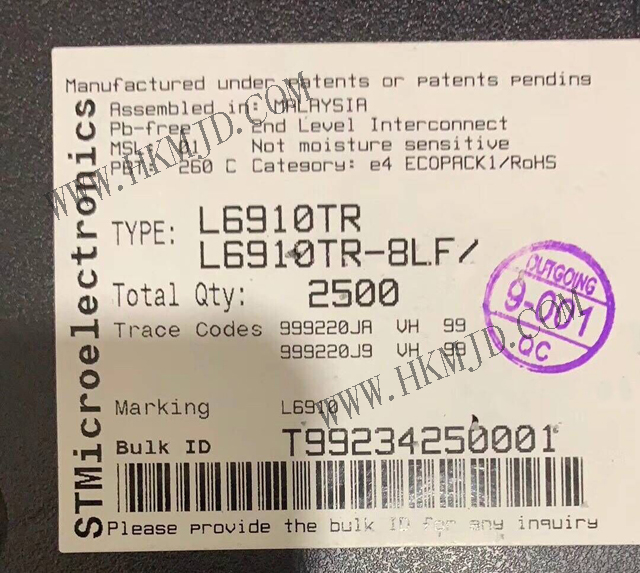 Manufactured under patents or patents pending
STMicroelectronics
Assembled in: MALAYSIA
Pb-free 2nd Level Interconnect
MSL: Not moisture sensitive
PBT: 260 C Category: e4 ECOPACK1/RoHS
TYPE: L6910TR
L6910TR-8LF/
Total Qty: 2500
Trace Codes 999220JA VH 99
999220J9 VH 99
Marking L6910
Bulk ID T99234250001
Please provide the bulk ID for any inquiry
OUTGOING
9-001
QC
WWW.HKMJD.COM
WWW.HKMJD.COM